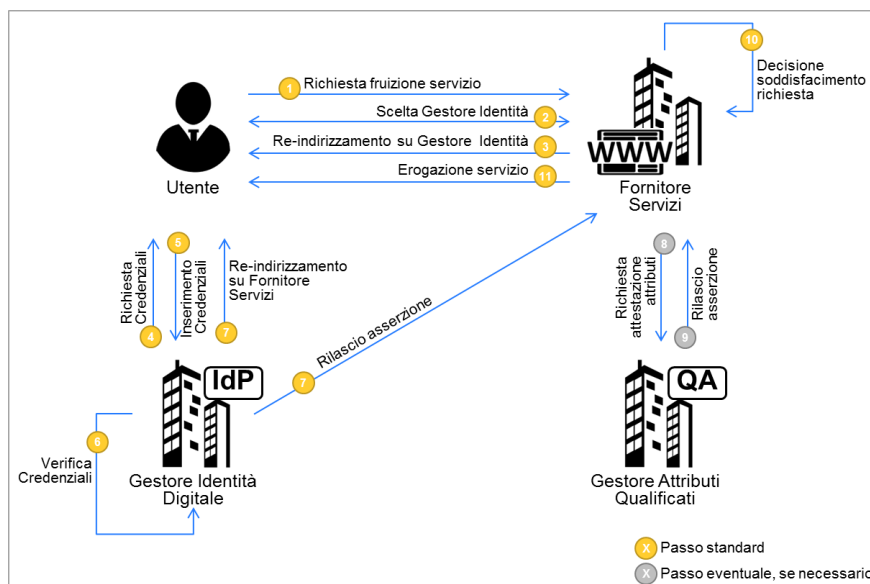 10
Decisione
soddisfacimento
richiesta
1
Richiesta fruizione servizio
Scelta Gestore Identità
2
Re-indirizzamento su Gestore Identità
3
Erogazione servizio
11
WWW
Utente
Fornitore
Servizi
4
Richiesta
Credenziali
5
Inserimento
Credenziali
7
Re-indirizzamento
su Fornitore
Servizi
7
Rilascio asserzione
8
Richiesta
attestazione
attributi
9
Rilascio
asserzione
IdP
QA
6
Verifica
Credenziali
Gestore Identità
Digitale
Gestore Attributi
Qualificati
X
Passo standard
X
Passo eventuale, se necessario